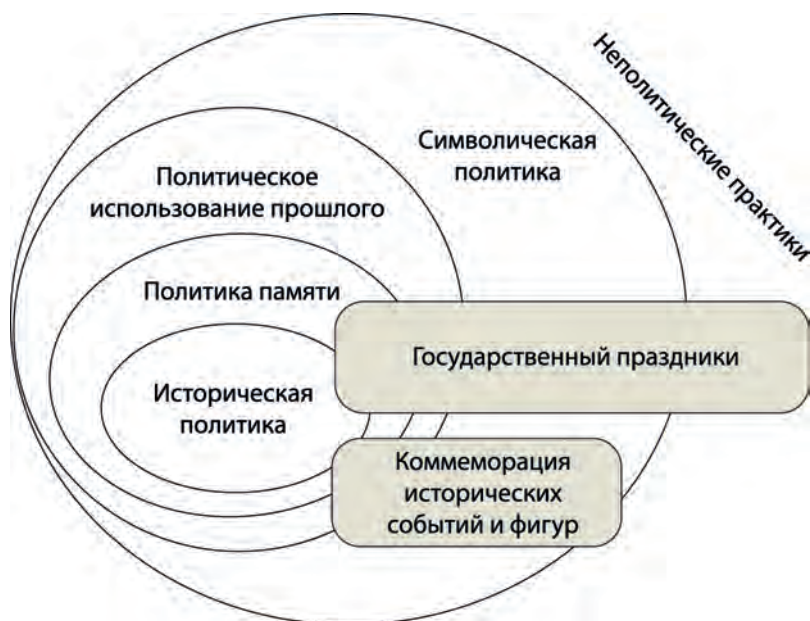 Неполитические практики
Символическая
политика
Политическое
использование прошлого
Политика памяти
Государственный праздники
Историческая
политика
Коммеморация
исторических
событий и фигур